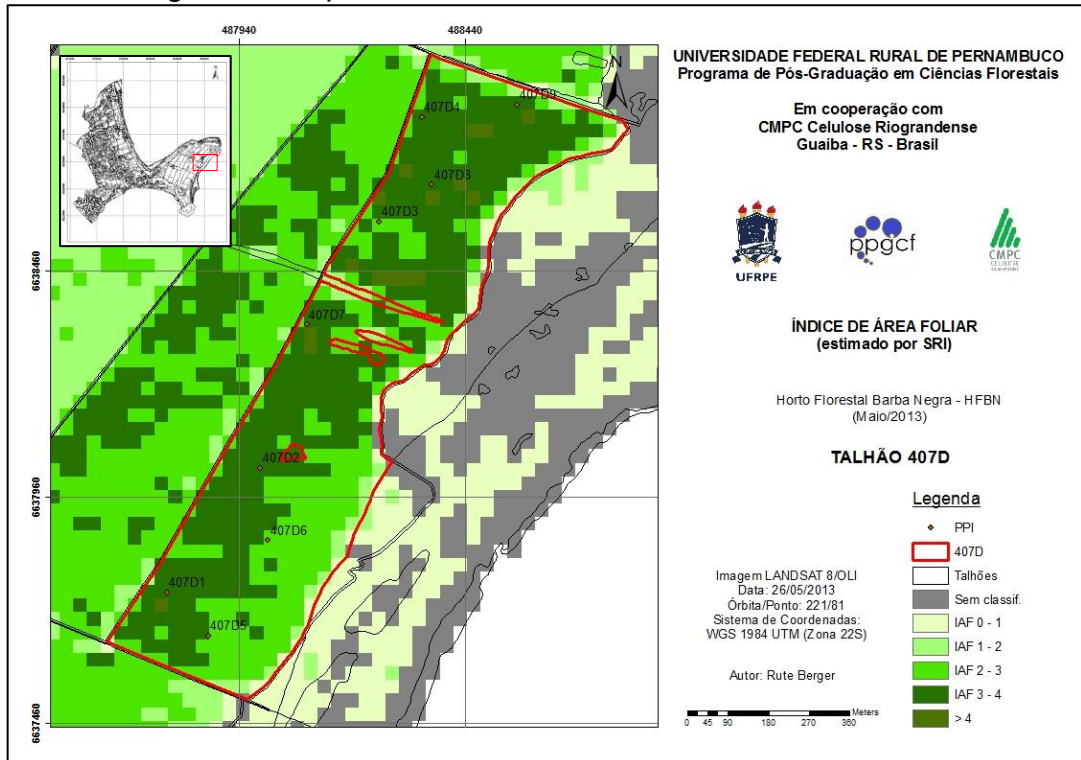 487940
488440
6638460
6637960
6637460
N
407D4
407D9
407D8
407D3
407D7
407D2
407D6
407D1
407D5
UNIVERSIDADE FEDERAL RURAL DE PERNAMBUCO
Programa de Pós-Graduação em Ciências Florestais
Em cooperação com
CMPC Celulose Riograndense
Guaíba - RS - Brasil
UFRPE
ppgcf
CMPC
CELULOSE
ÍNDICE DE ÁREA FOLIAR
(estimado por SRI)
Horto Florestal Barba Negra - HFBN
(Maio/2013)
TALHÃO 407D
Legenda
PPI
407D
Talhões
Sem classif.
IAF 0 - 1
IAF 1 - 2
IAF 2 - 3
IAF 3 - 4
> 4
Imagem LANDSAT 8/OLI
Data: 26/05/2013
Órbita/Ponto: 221/81
Sistema de Coordenadas:
WGS 1984 UTM (Zona 22S)
Autor: Rute Berger
Meters
0 45 90 180 270 360